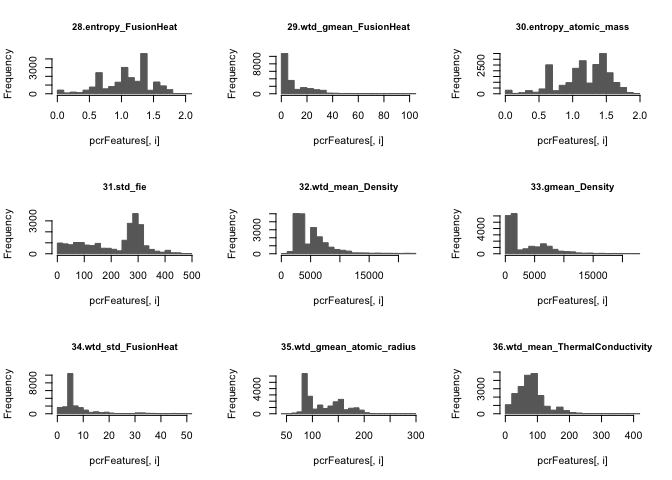 28.entropy_FusionHeat
Frequency
0 3000
0.0 0.5 1.0 1.5 2.0
pcrFeatures[, i]
29.wtd_gmean_FusionHeat
Frequency
0 8000
0 20 40 60 80 100
pcrFeatures[, i]
30.entropy_atomic_mass
Frequency
0 2500
0.0 0.5 1.0 1.5 2.0
pcrFeatures[, i]
31.std_fie
Frequency
0 3000
0 100 200 300 400 500
pcrFeatures[, i]
32.wtd_mean_Density
Frequency
0 3000
5000 15000
pcrFeatures[, i]
33.gmean_Density
Frequency
0 4000
0 5000 15000
pcrFeatures[, i]
34.wtd_std_FusionHeat
Frequency
0 8000
0 10 20 30 40 50
pcrFeatures[, i]
35.wtd_gmean_atomic_radius
Frequency
0 4000
50 100 200 300
pcrFeatures[, i]
36.wtd_mean_ThermalConductivity
Frequency
0 3000
0 100 200 300 400
pcrFeatures[, i]